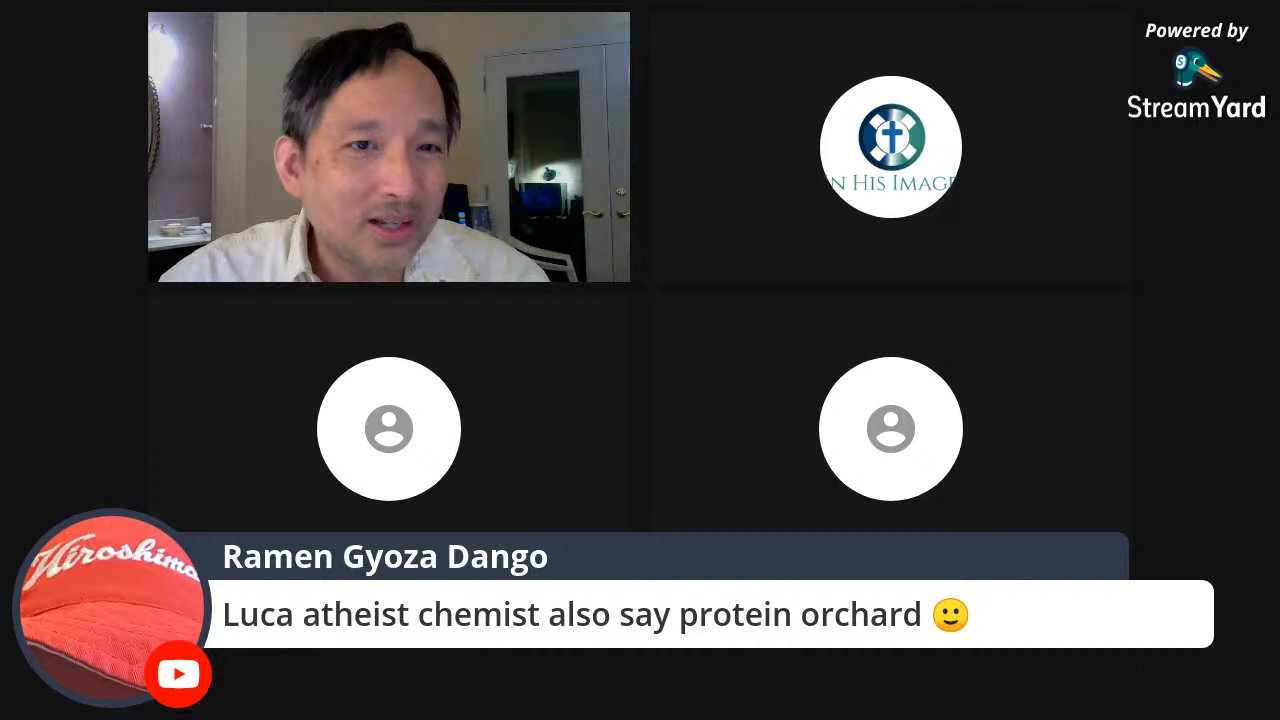 Powered by
StreamYard
N HIS IMAGE
Hiroshima
Ramen Gyoza Dango
Luca atheist chemist also say protein orchard 🙂